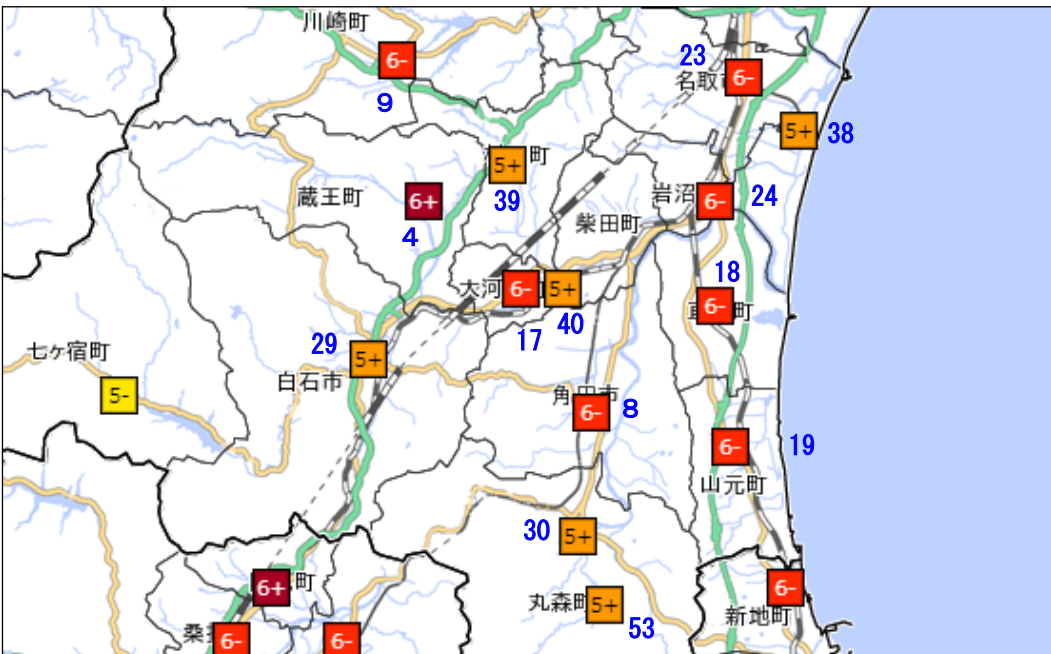 川崎町
6-
9
23
名取
6-
5+
38
5+
町
39
蔵王町
6+
4
岩沼
6-
24
柴田町
18
6-
町
大河
6-
5+
17
40
29
5+
白石市
七ヶ宿町
5-
角田市
6-
8
6-
19
山元町
30
5+
丸森町
5+
53
6+
町
桑
6-
6-
6-
新地町